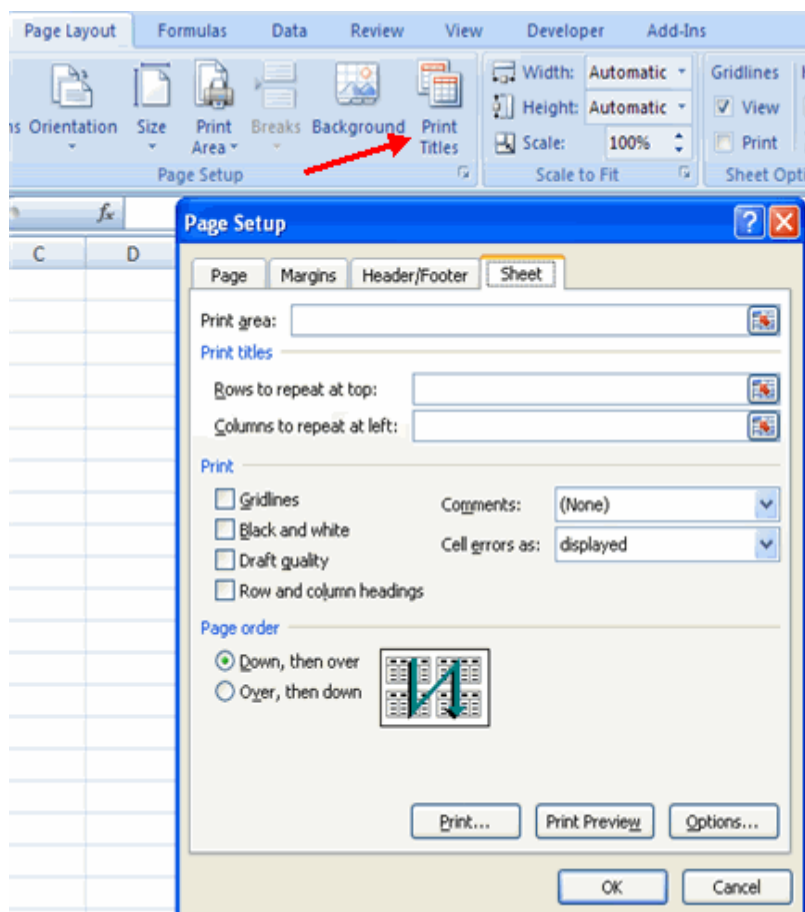 Page Layout Formulas Data Review View Developer Add-Ins
Width: Automatic Gridlines
Height: Automatic View
ns Orientation Size Print Breaks Background Print
Area Titles
Scale: 100% Print
Page Setup Scale to Fit Sheet Opti
fx
C D
Page Setup
Page Margins Header/Footer Sheet
Print area:
Print titles
Rows to repeat at top:
Columns to repeat at left:
Print
Gridlines
Black and white
Draft quality
Row and column headings
Comments: (None)
Cell errors as: displayed
Page order
Down, then over
Over, then down
Print... Print Preview Options...
OK Cancel